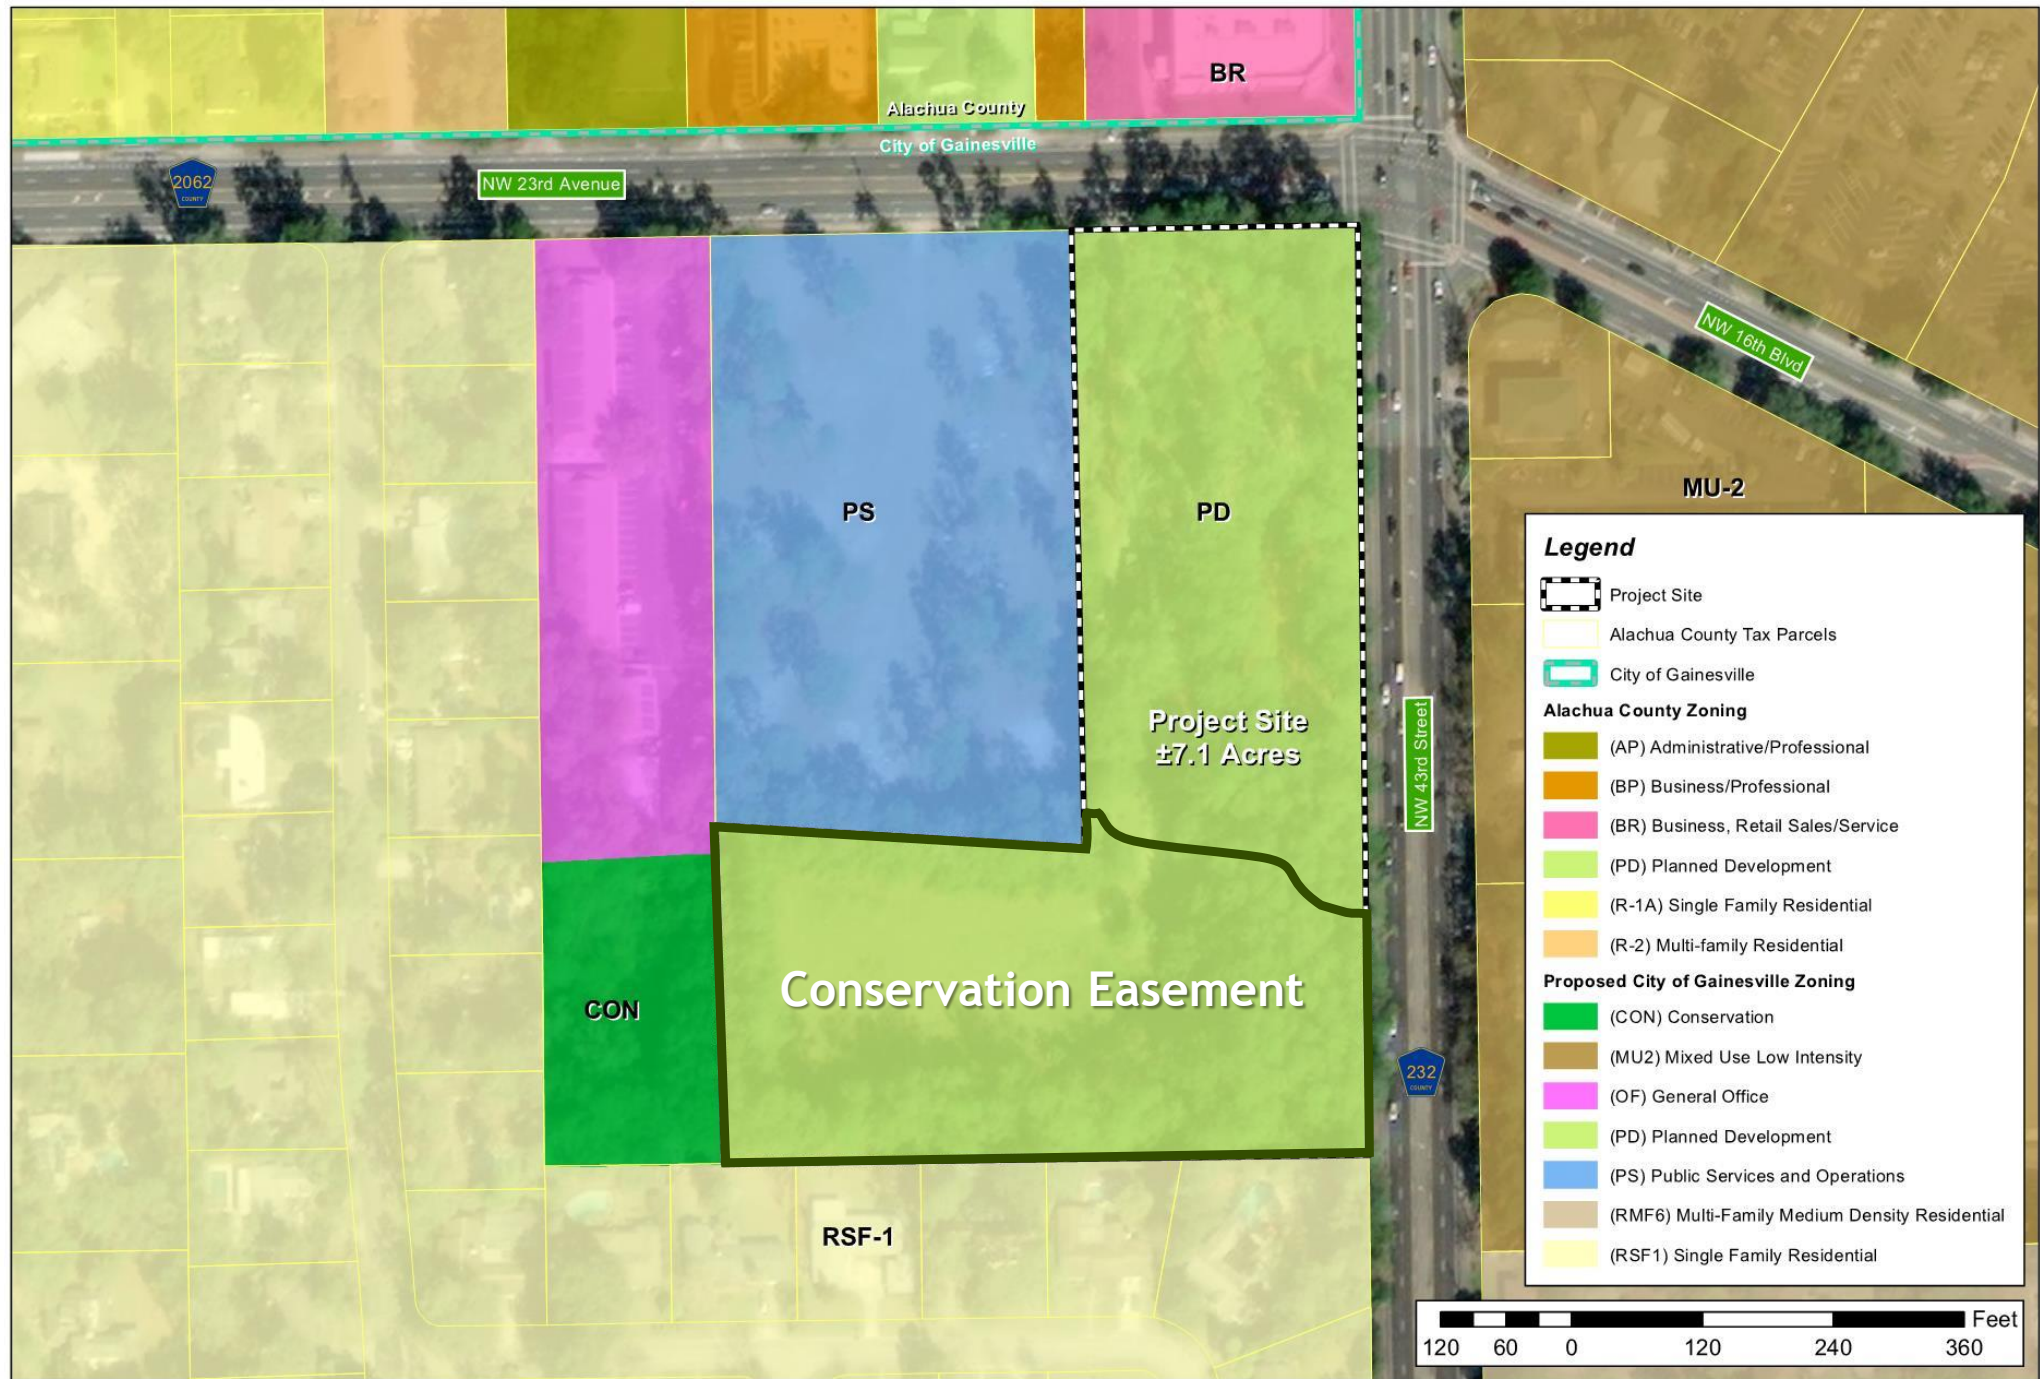 BR
Alachua County
City of Gainesville
2062
COUNTY
NW 23rd Avenue
NW 16th Blvd
PS
PD
MU-2
Project Site
±7.1 Acres
NW 43rd Street
Conservation Easement
CON
232
COUNTY
RSF-1
Legend
Project Site
Alachua County Tax Parcels
City of Gainesville
Alachua County Zoning
(AP) Administrative/Professional
(BP) Business/Professional
(BR) Business, Retail Sales/Service
(PD) Planned Development
(R-1A) Single Family Residential
(R-2) Multi-family Residential
Proposed City of Gainesville Zoning
(CON) Conservation
(MU2) Mixed Use Low Intensity
(OF) General Office
(PD) Planned Development
(PS) Public Services and Operations
(RMF6) Multi-Family Medium Density Residential
(RSF1) Single Family Residential
Feet
120 60 0 120 240 360